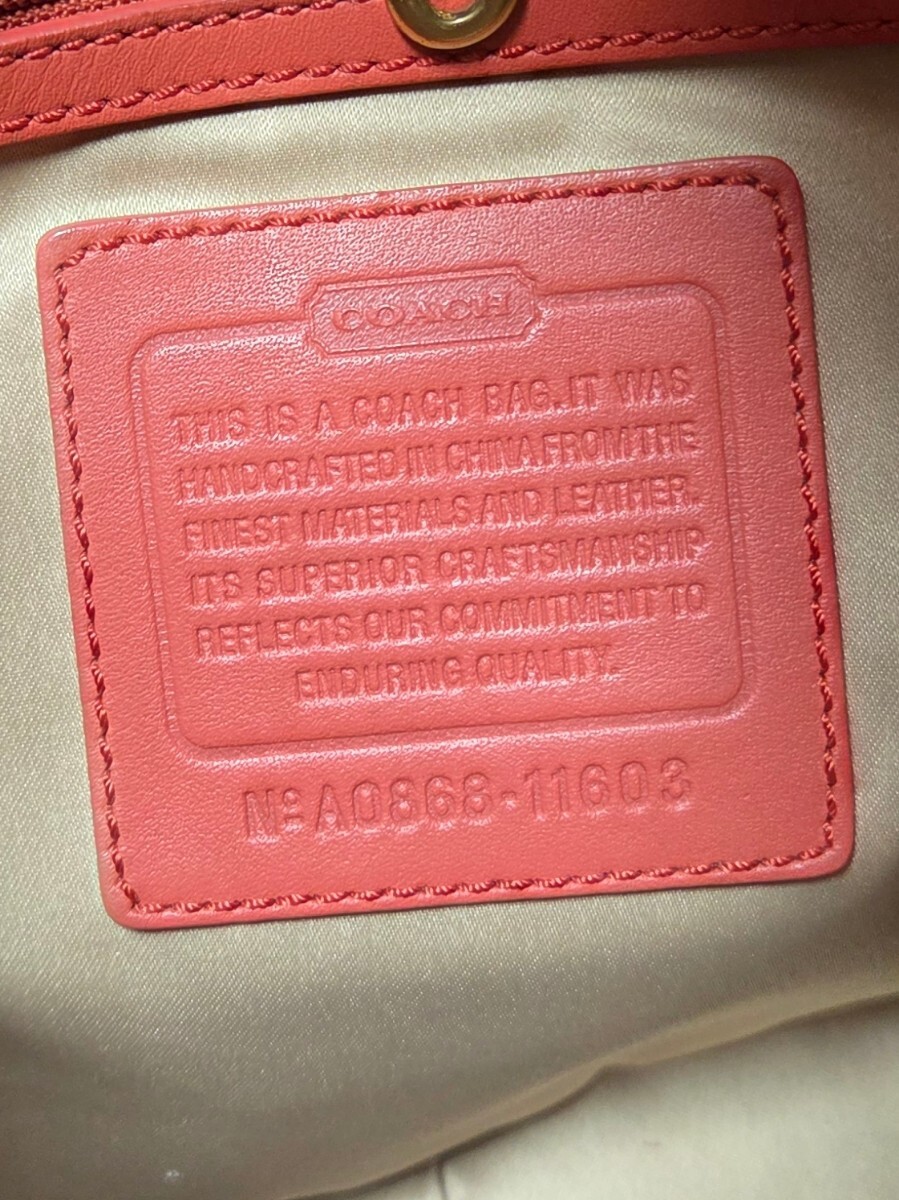 COACH
THIS IS A COACH BAG. IT WAS
HANDCRAFTED IN CHINA FROM THE
FINEST MATERIALS AND LEATHER.
ITS SUPERIOR CRAFTSMANSHIP
REFLECTS OUR COMMITMENT TO
ENDURING QUALITY.
Nº A0868-11603